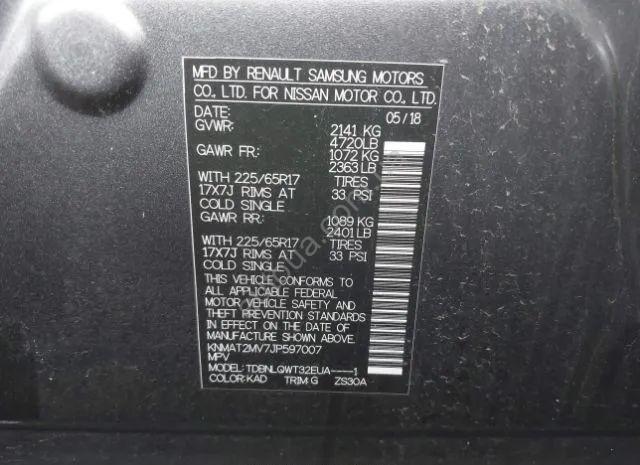 MFD BY RENAULT SAMSUNG MOTORS
CO., LTD. FOR NISSAN MOTOR CO., LTD.
DATE: 05/18
GVWR: 2141 KG
4720LB
GAWR FR: 1072 KG
2363 LB
WITH 225/65R17 TIRES
17X7J RIMS AT 33 PSI
COLD SINGLE
GAWR RR: 1089 KG
2401 LB
WITH 225/65R17 TIRES
17X7J RIMS AT 33 PSI
COLD SINGLE
THIS VEHICLE CONFORMS TO
ALL APPLICABLE FEDERAL
MOTOR VEHICLE SAFETY AND
THEFT PREVENTION STANDARD
IN EFFECT ON THE DATE OF
MANUFACTURE SHOWN ABOVE.
KNMAT2MV7JP597007
MPV
MODEL: TDBNLQWT32EUA----1
COLOR: KAD TRIM: G ZS30A